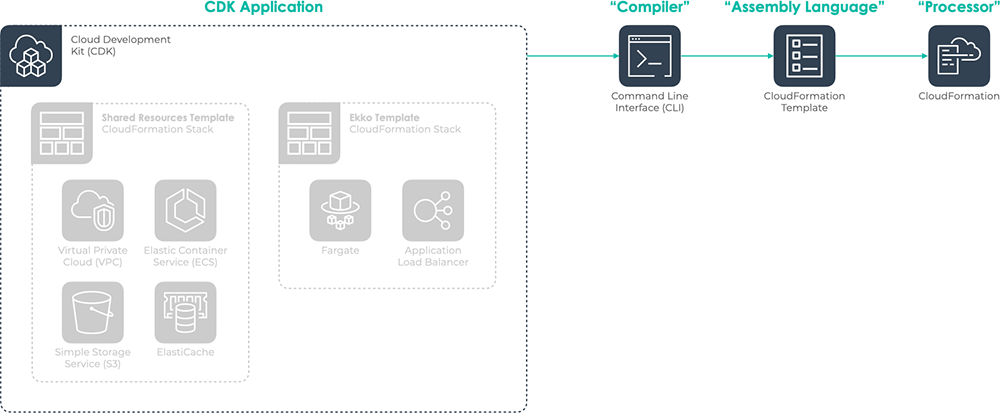 CDK Application
“Compiler”
“Assembly Language”
“Processor”
Cloud Development
Kit (CDK)
Command Line
Interface (CLI)
CloudFormation
Template
CloudFormation
Shared Resources Template
CloudFormation Stack
Ekko Template
CloudFormation Stack
Virtual Private
Cloud (VPC)
Elastic Container
Service (ECS)
Fargate
Application
Load Balancer
Simple Storage
Service (S3)
ElastiCache